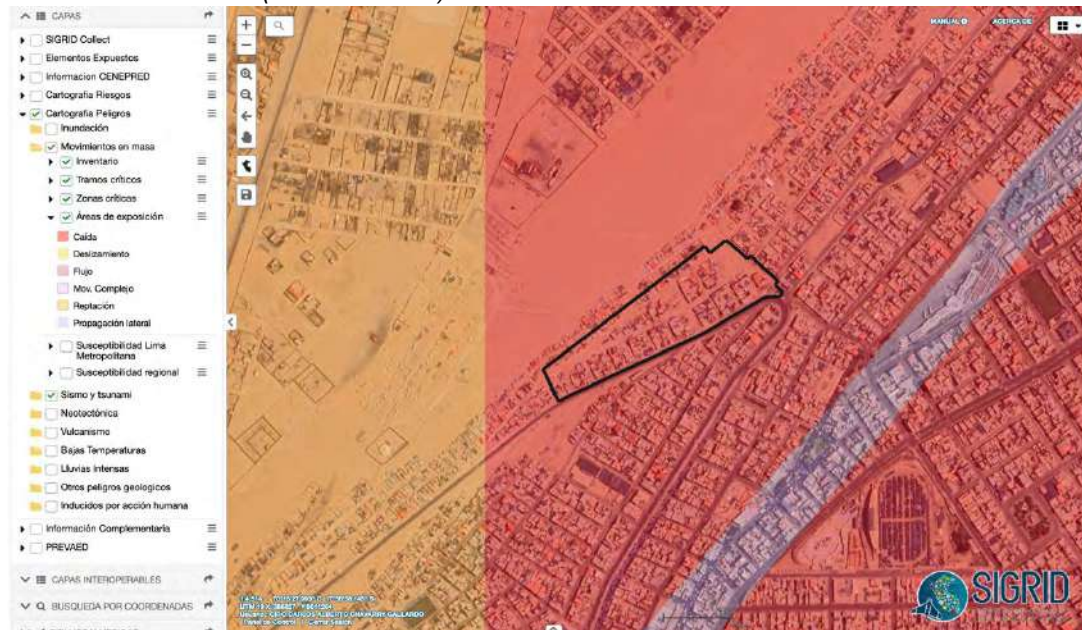 CAPAS
SIGRID Collect
Elementos Expuestos
Informacion CENEPRED
Cartografia Riesgos
Cartografia Peligros
Inundación
Movimientos en masa
Inventario
Tramos críticos
Zonas críticas
Áreas de exposición
Caída
Deslizamiento
Flujo
Mov. Complejo
Reptación
Propagación lateral
Susceptibilidad Lima
Metropolitana
Susceptibilidad regional
Sismo y tsunami
Neotectónica
Vulcanismo
Bajas Temperaturas
Lluvias Intensas
Otros peligros geologicos
Inducidos por acción humana
Información Complementaria
PREVAED
CAPAS INTEROPERABLES
BUSQUEDA POR COORDENADAS
MANUAL
ACERCA DE
SIGRID